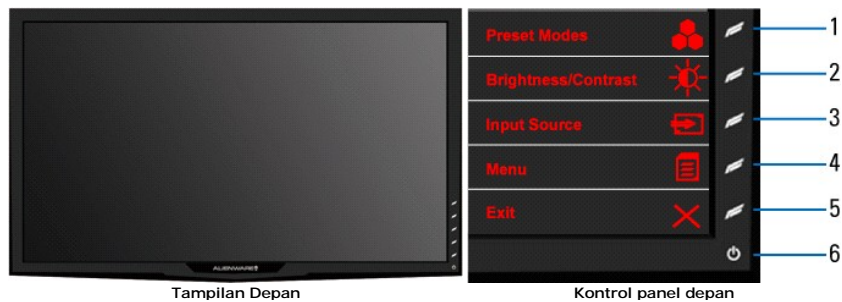 Preset Modes
1
Brightness/Contrast
2
Input Source
3
Menu
4
Exit
5
6
ALIENWARE
Tampilan Depan
Kontrol panel depan